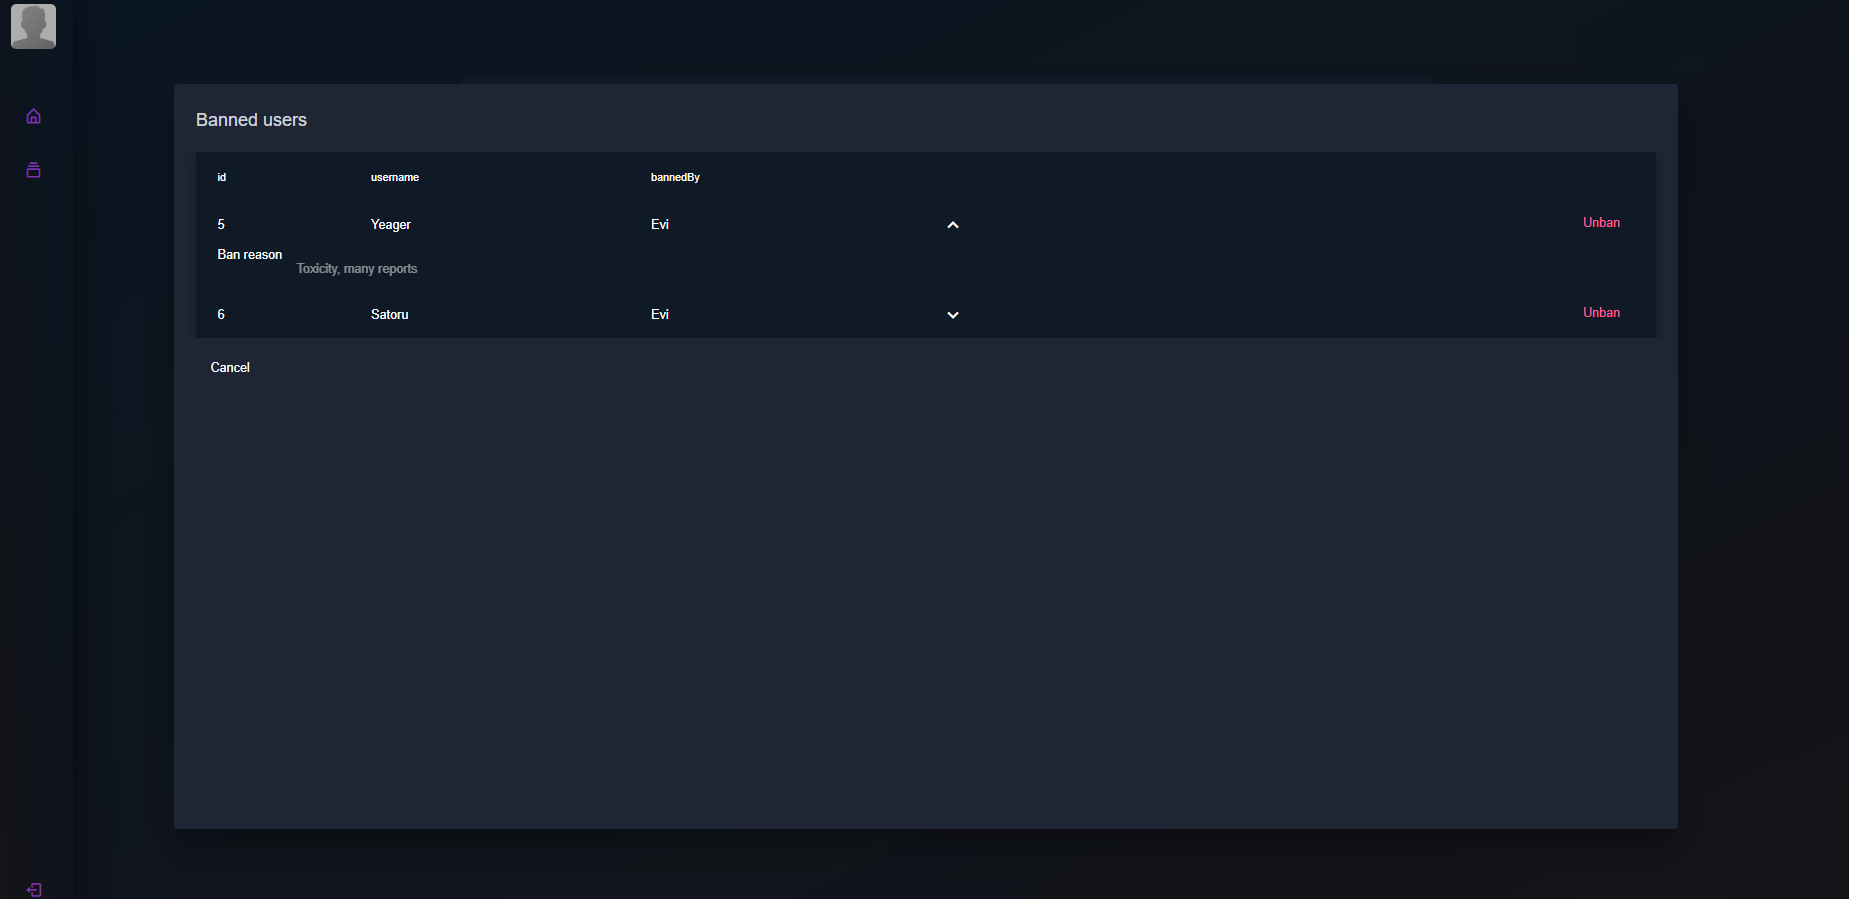 Banned users
id username bannedBy
5 Yeager Evi Unban
Ban reason
Toxicity, many reports
6 Satoru Evi Unban
Cancel